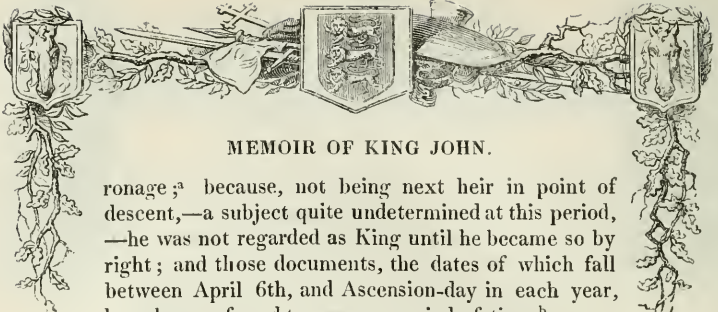 MEMOIR OF KING JOHN.
ronage;ª because, not being next heir in point of
descent,—a subject quite undetermined at this period,
—he was not regarded as King until he became so by
right; and those documents, the dates of which fall
between April 6th, and Ascension-day in each year,